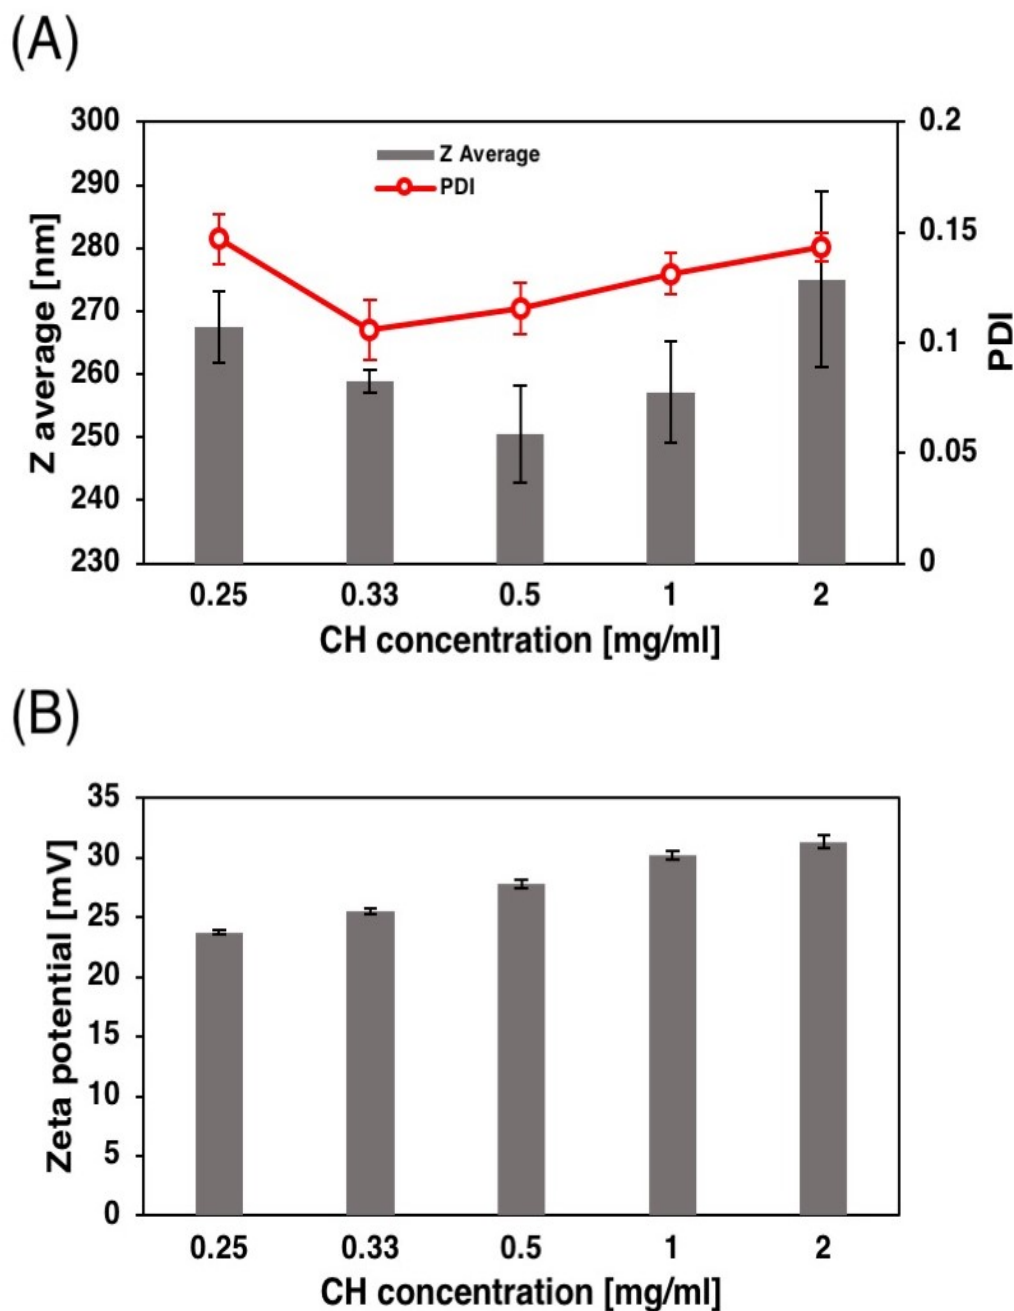 (A)
300
290
280
270
260
250
240
230
Z average [nm]
Z Average
PDI
0.2
0.15
0.1
0.05
0
PDI
0.25 0.33 0.5 1 2
CH concentration [mg/ml]
(B)
35
30
25
20
15
10
5
0
Zeta potential [mV]
0.25 0.33 0.5 1 2
CH concentration [mg/ml]